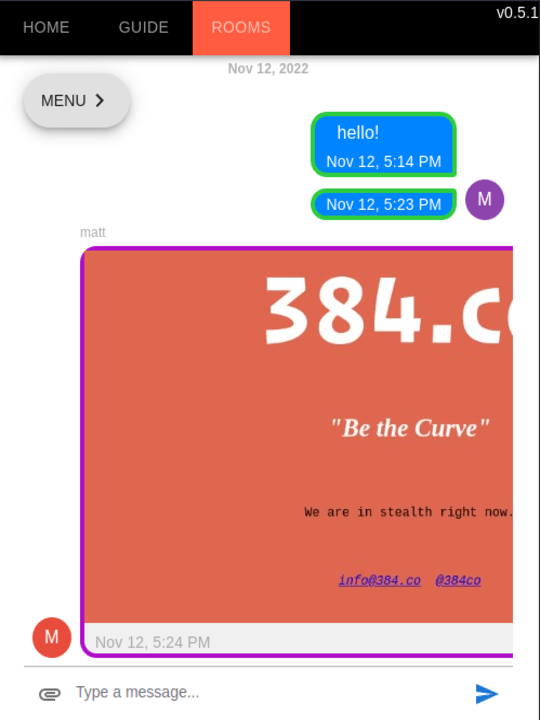 HOME GUIDE ROOMS v0.5.1
Nov 12, 2022
MENU
hello!
Nov 12, 5:14 PM
Nov 12, 5:23 PM
M
matt
384.c
"Be the Curve"
We are in stealth right now.
info@384.co @384co
M
Nov 12, 5:24 PM
Type a message...